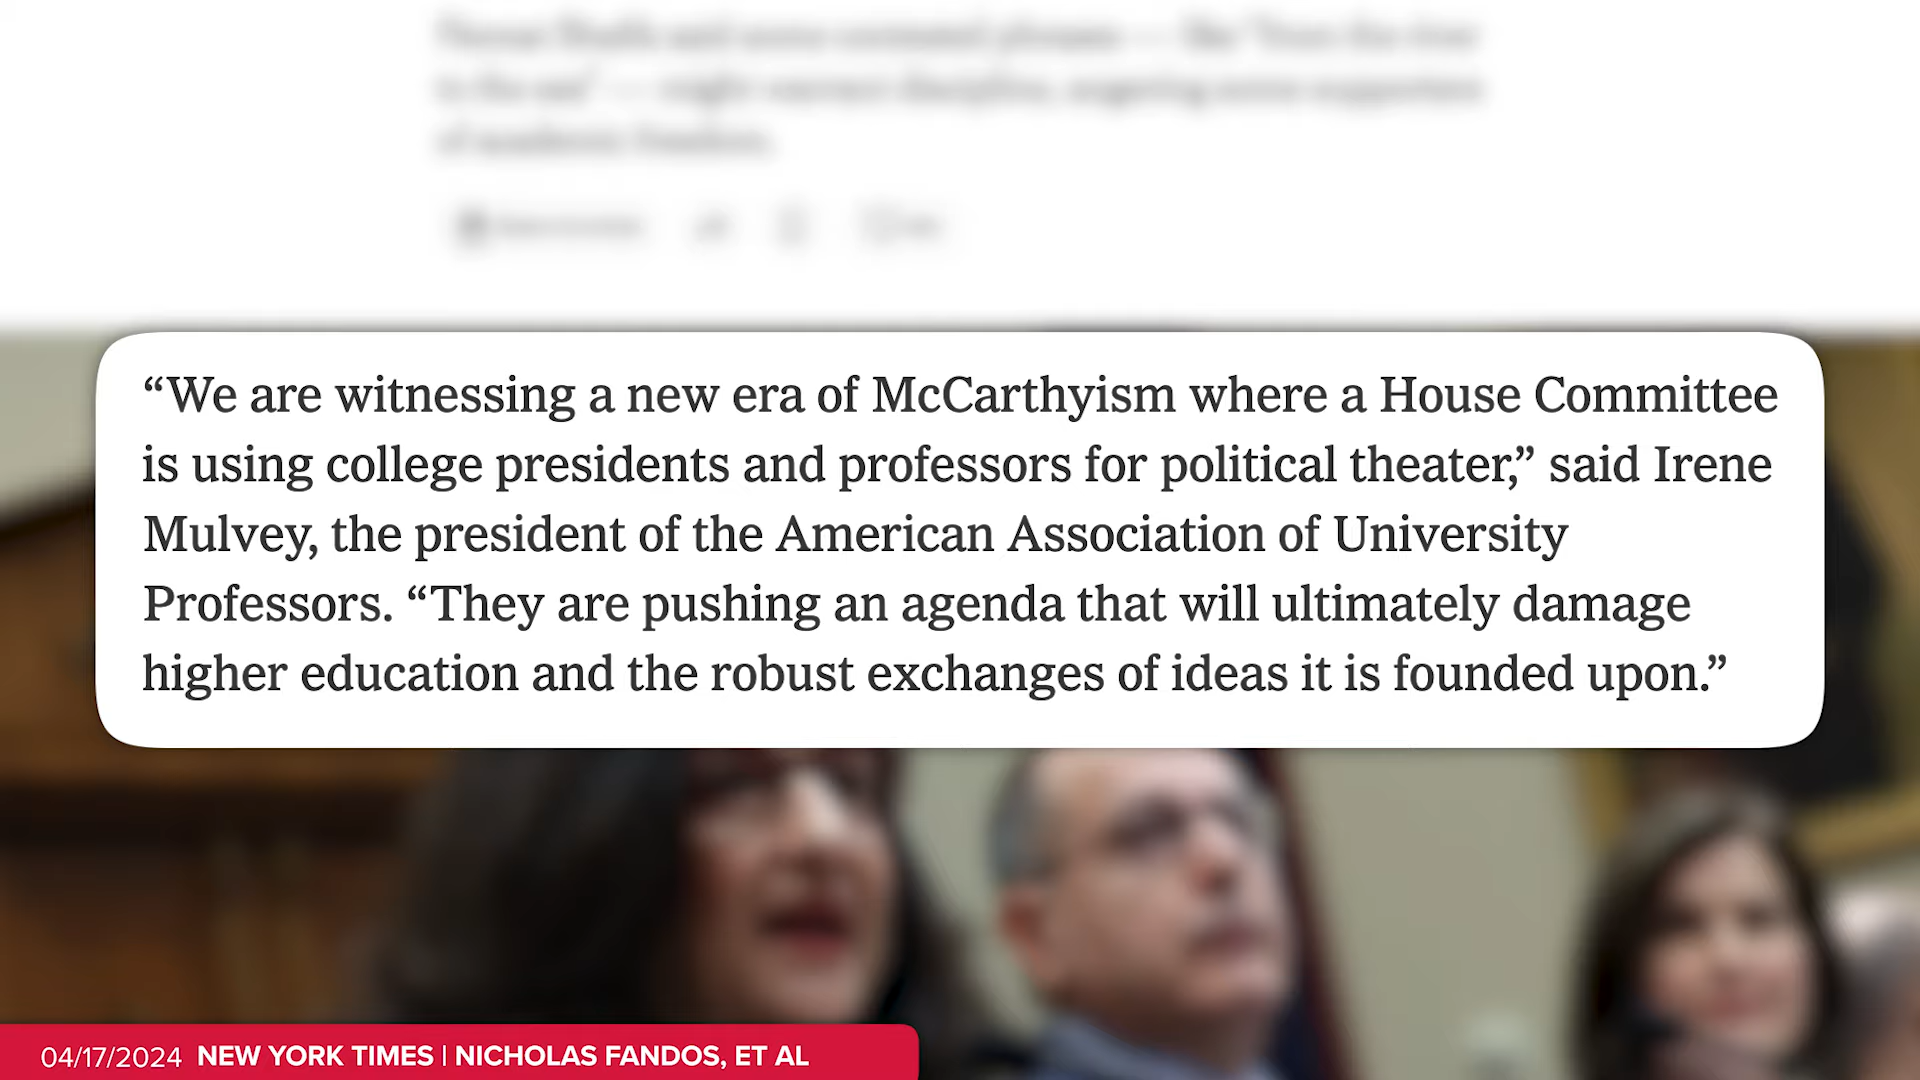 “We are witnessing a new era of McCarthyism where a House Committee
is using college presidents and professors for political theater,” said Irene
Mulvey, the president of the American Association of University
Professors. “They are pushing an agenda that will ultimately damage
higher education and the robust exchanges of ideas it is founded upon.”
04/17/2024 NEW YORK TIMES | NICHOLAS FANDOS, ET AL